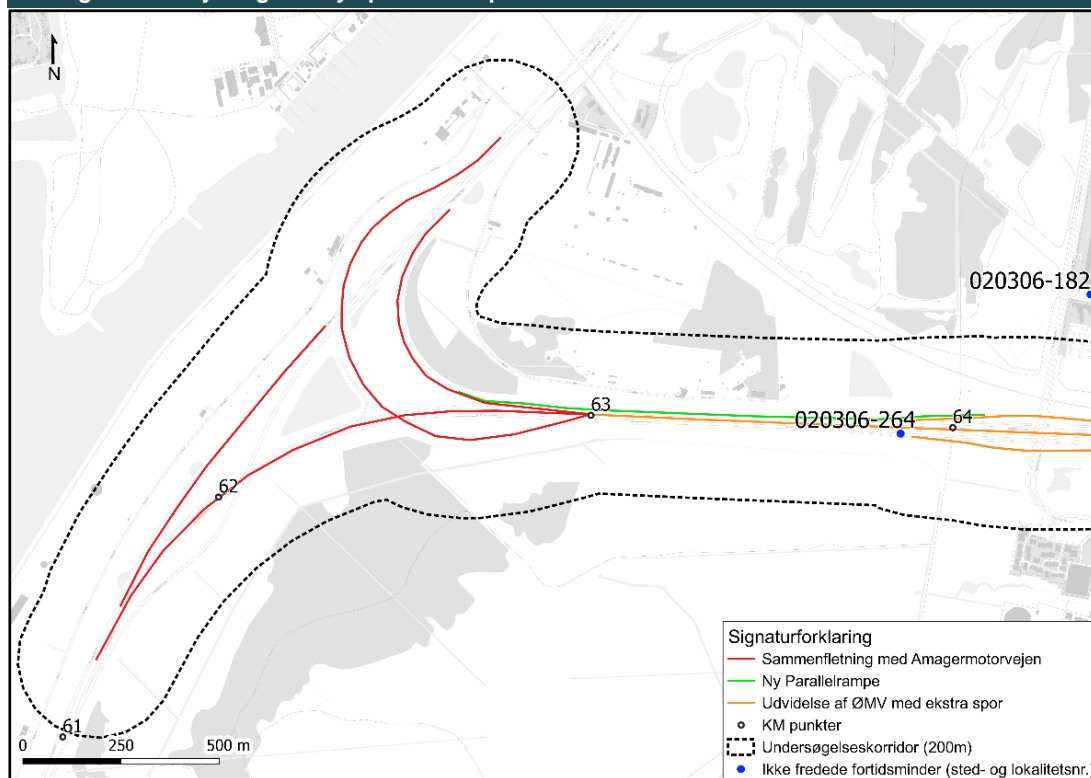 N
020306-182
63
020306-264
64
62
61
0 250 500 m
Signaturforklaring
Sammenfletning med Amagermotorvejen
Ny Parallelrampe
Udvidelse af ØMV med ekstra spor
KM punkter
Undersøgelseskorridor (200m)
Ikke fredede fortidsminder (sted- og lokalitetsnr.